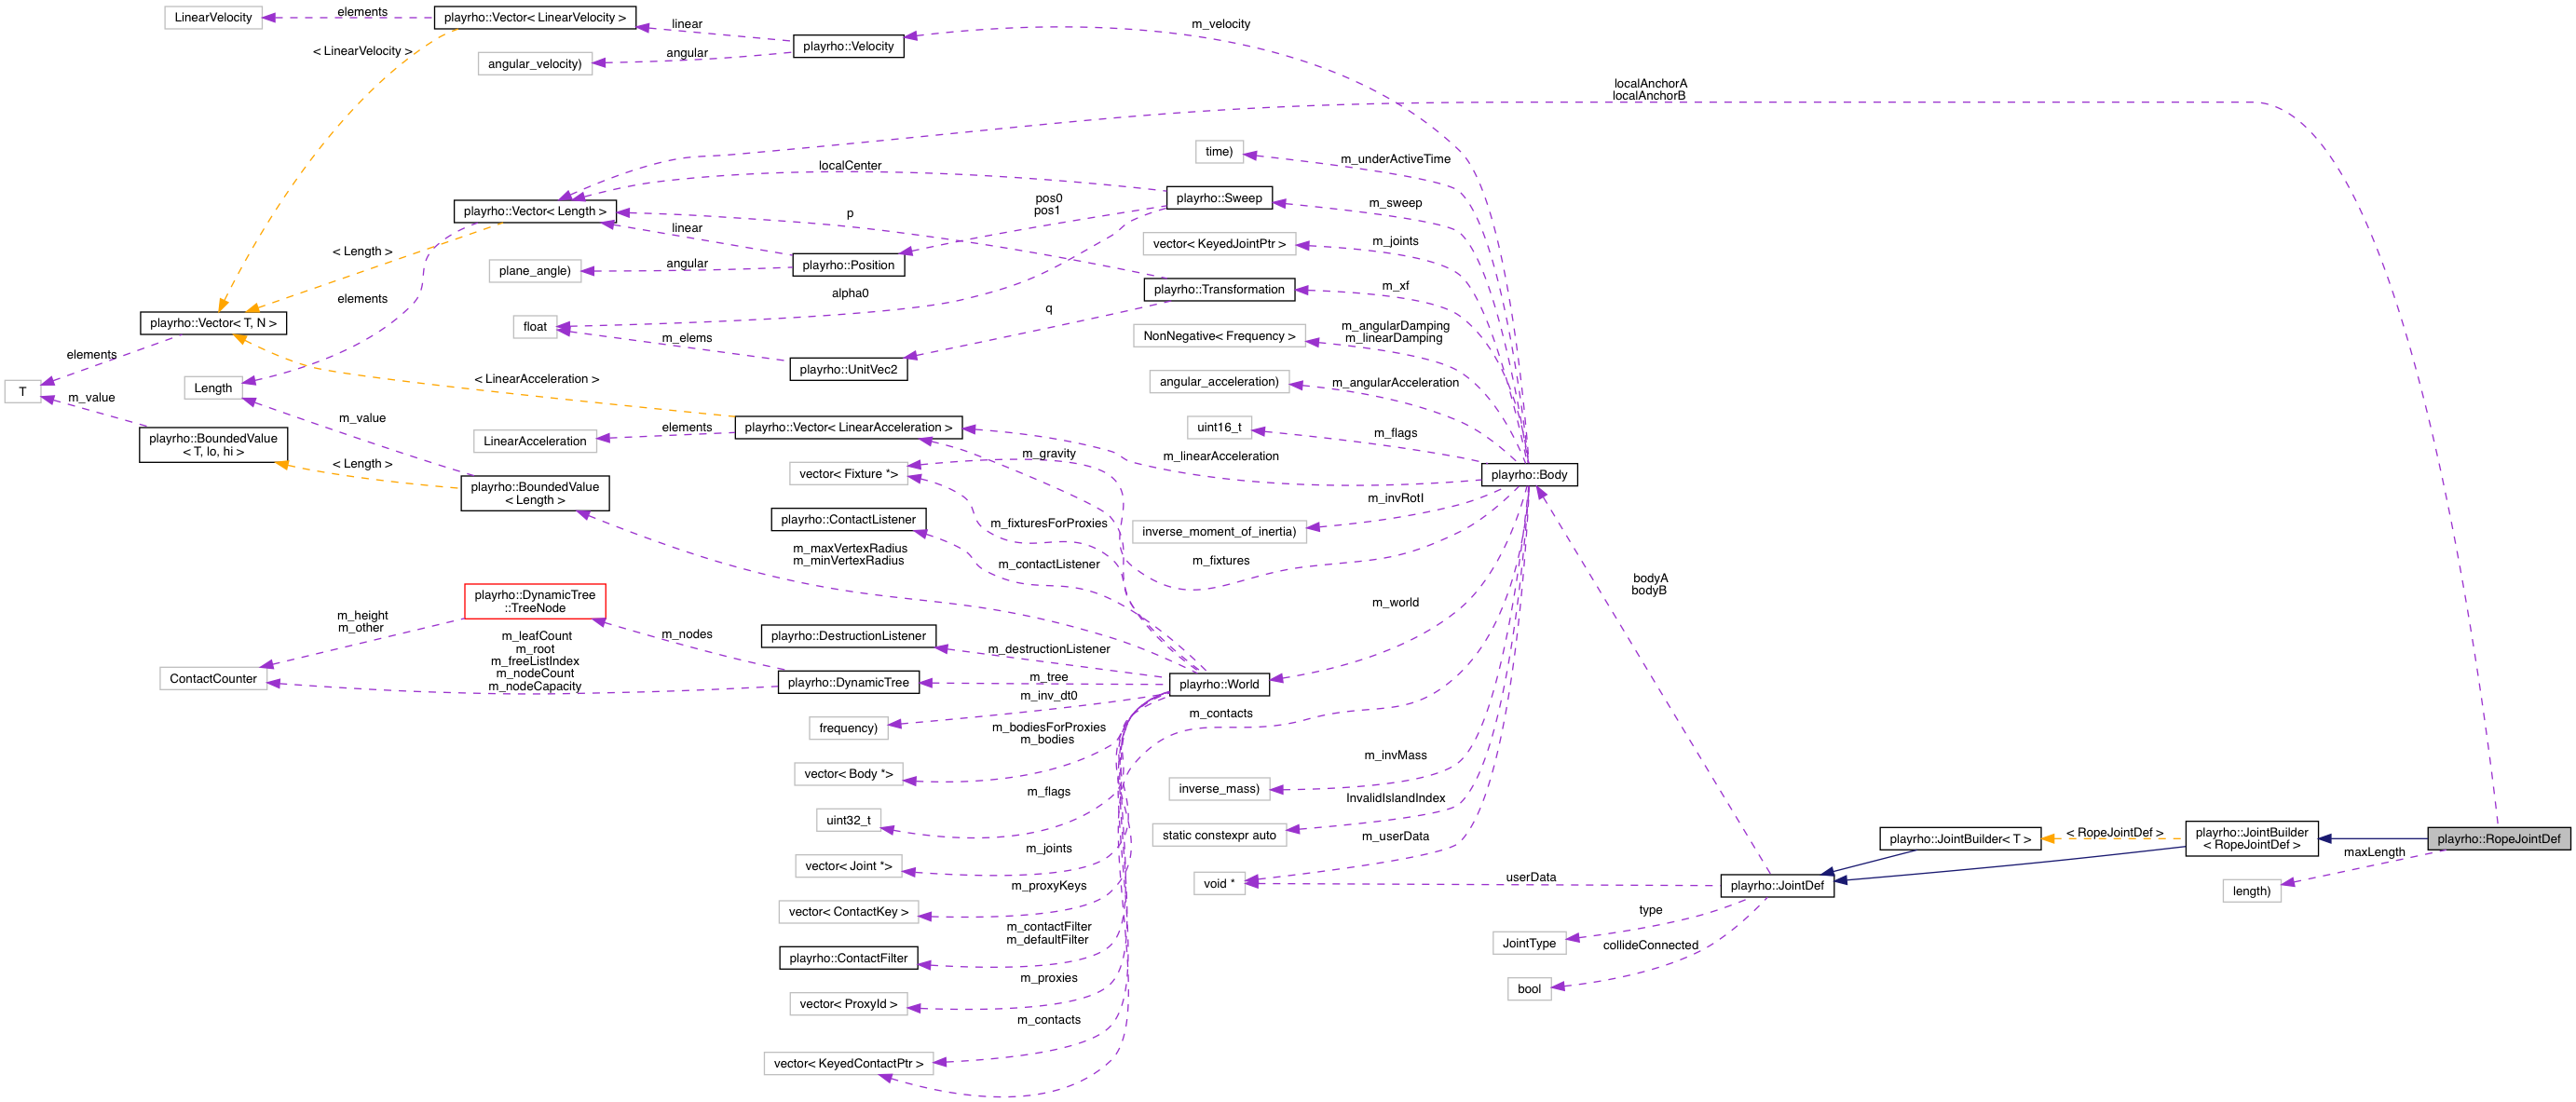 LinearVelocity
elements
playrho::Vector< LinearVelocity >
linear
m_velocity
playrho::Velocity
< LinearVelocity >
angular
angular_velocity)
localAnchorA
localAnchorB
time)
m_underActiveTime
localCenter
playrho::Sweep
m_sweep
pos0
pos1
playrho::Vector< Length >
p
linear
vector< KeyedJointPtr >
m_joints
< Length >
angular
playrho::Position
plane_angle)
playrho::Transformation
m_xf
elements
alpha0
q
playrho::Vector< T, N >
float
m_elems
m_angularDamping
m_linearDamping
NonNegative< Frequency >
elements
playrho::UnitVec2
T
Length
< LinearAcceleration >
angular_acceleration)
m_angularAcceleration
m_value
m_value
playrho::Vector< LinearAcceleration >
elements
LinearAcceleration
uint16_t
m_flags
playrho::BoundedValue
< T, lo, hi >
< Length >
m_gravity
m_linearAcceleration
vector< Fixture *>
playrho::Body
playrho::BoundedValue
< Length >
m_invRotI
playrho::ContactListener
m_fixturesForProxies
inverse_moment_of_inertia)
m_maxVertexRadius
m_minVertexRadius
m_contactListener
m_fixtures
bodyA
bodyB
playrho::DynamicTree
::TreeNode
m_world
m_height
m_other
m_leafCount
m_root
m_freeListIndex
m_nodeCount
m_nodeCapacity
m_nodes
playrho::DestructionListener
m_destructionListener
ContactCounter
playrho::DynamicTree
m_tree
playrho::World
m_inv_dt0
frequency)
m_contacts
m_bodiesForProxies
m_bodies
m_invMass
vector< Body *>
inverse_mass)
m_flags
InvalidIslandIndex
uint32_t
static constexpr auto
m_userData
playrho::JointBuilder< T >
< RopeJointDef >
playrho::JointBuilder
< RopeJointDef >
playrho::RopeJointDef
m_joints
maxLength
vector< Joint *>
void *
userData
playrho::JointDef
length)
m_proxyKeys
vector< ContactKey >
type
m_contactFilter
m_defaultFilter
JointType
collideConnected
playrho::ContactFilter
m_proxies
bool
vector< ProxyId >
m_contacts
vector< KeyedContactPtr >